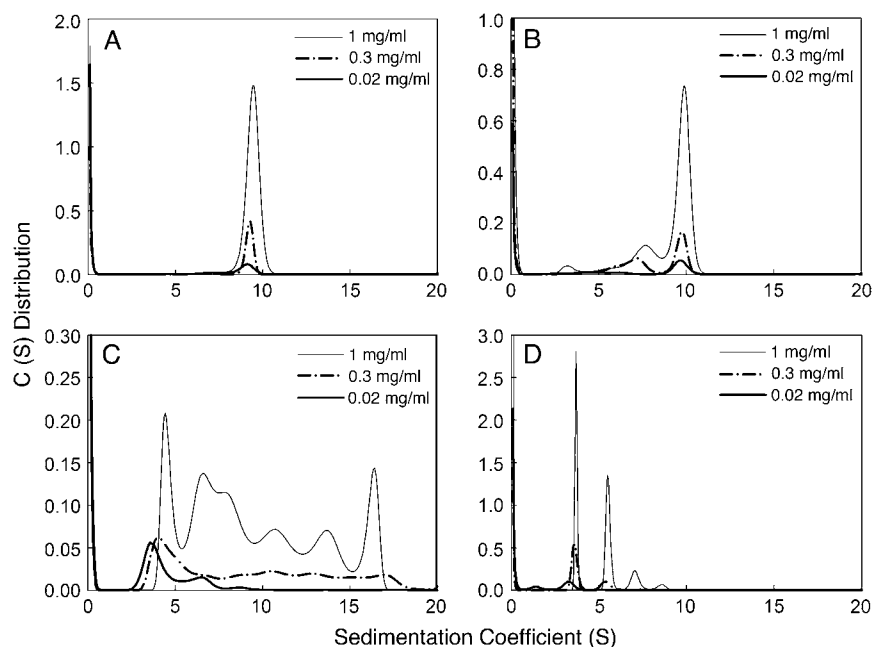 A
1 mg/ml
0.3 mg/ml
0.02 mg/ml
2.0
1.5
1.0
0.5
0.0
0 5 10 15 20
B
1 mg/ml
0.3 mg/ml
0.02 mg/ml
1.0
0.8
0.6
0.4
0.2
0.0
0 5 10 15 20
C (S) Distribution
C
1 mg/ml
0.3 mg/ml
0.02 mg/ml
0.30
0.25
0.20
0.15
0.10
0.05
0.00
0 5 10 15 20
D
1 mg/ml
0.3 mg/ml
0.02 mg/ml
3.0
2.5
2.0
1.5
1.0
0.5
0.0
0 5 10 15 20
Sedimentation Coefficient (S)